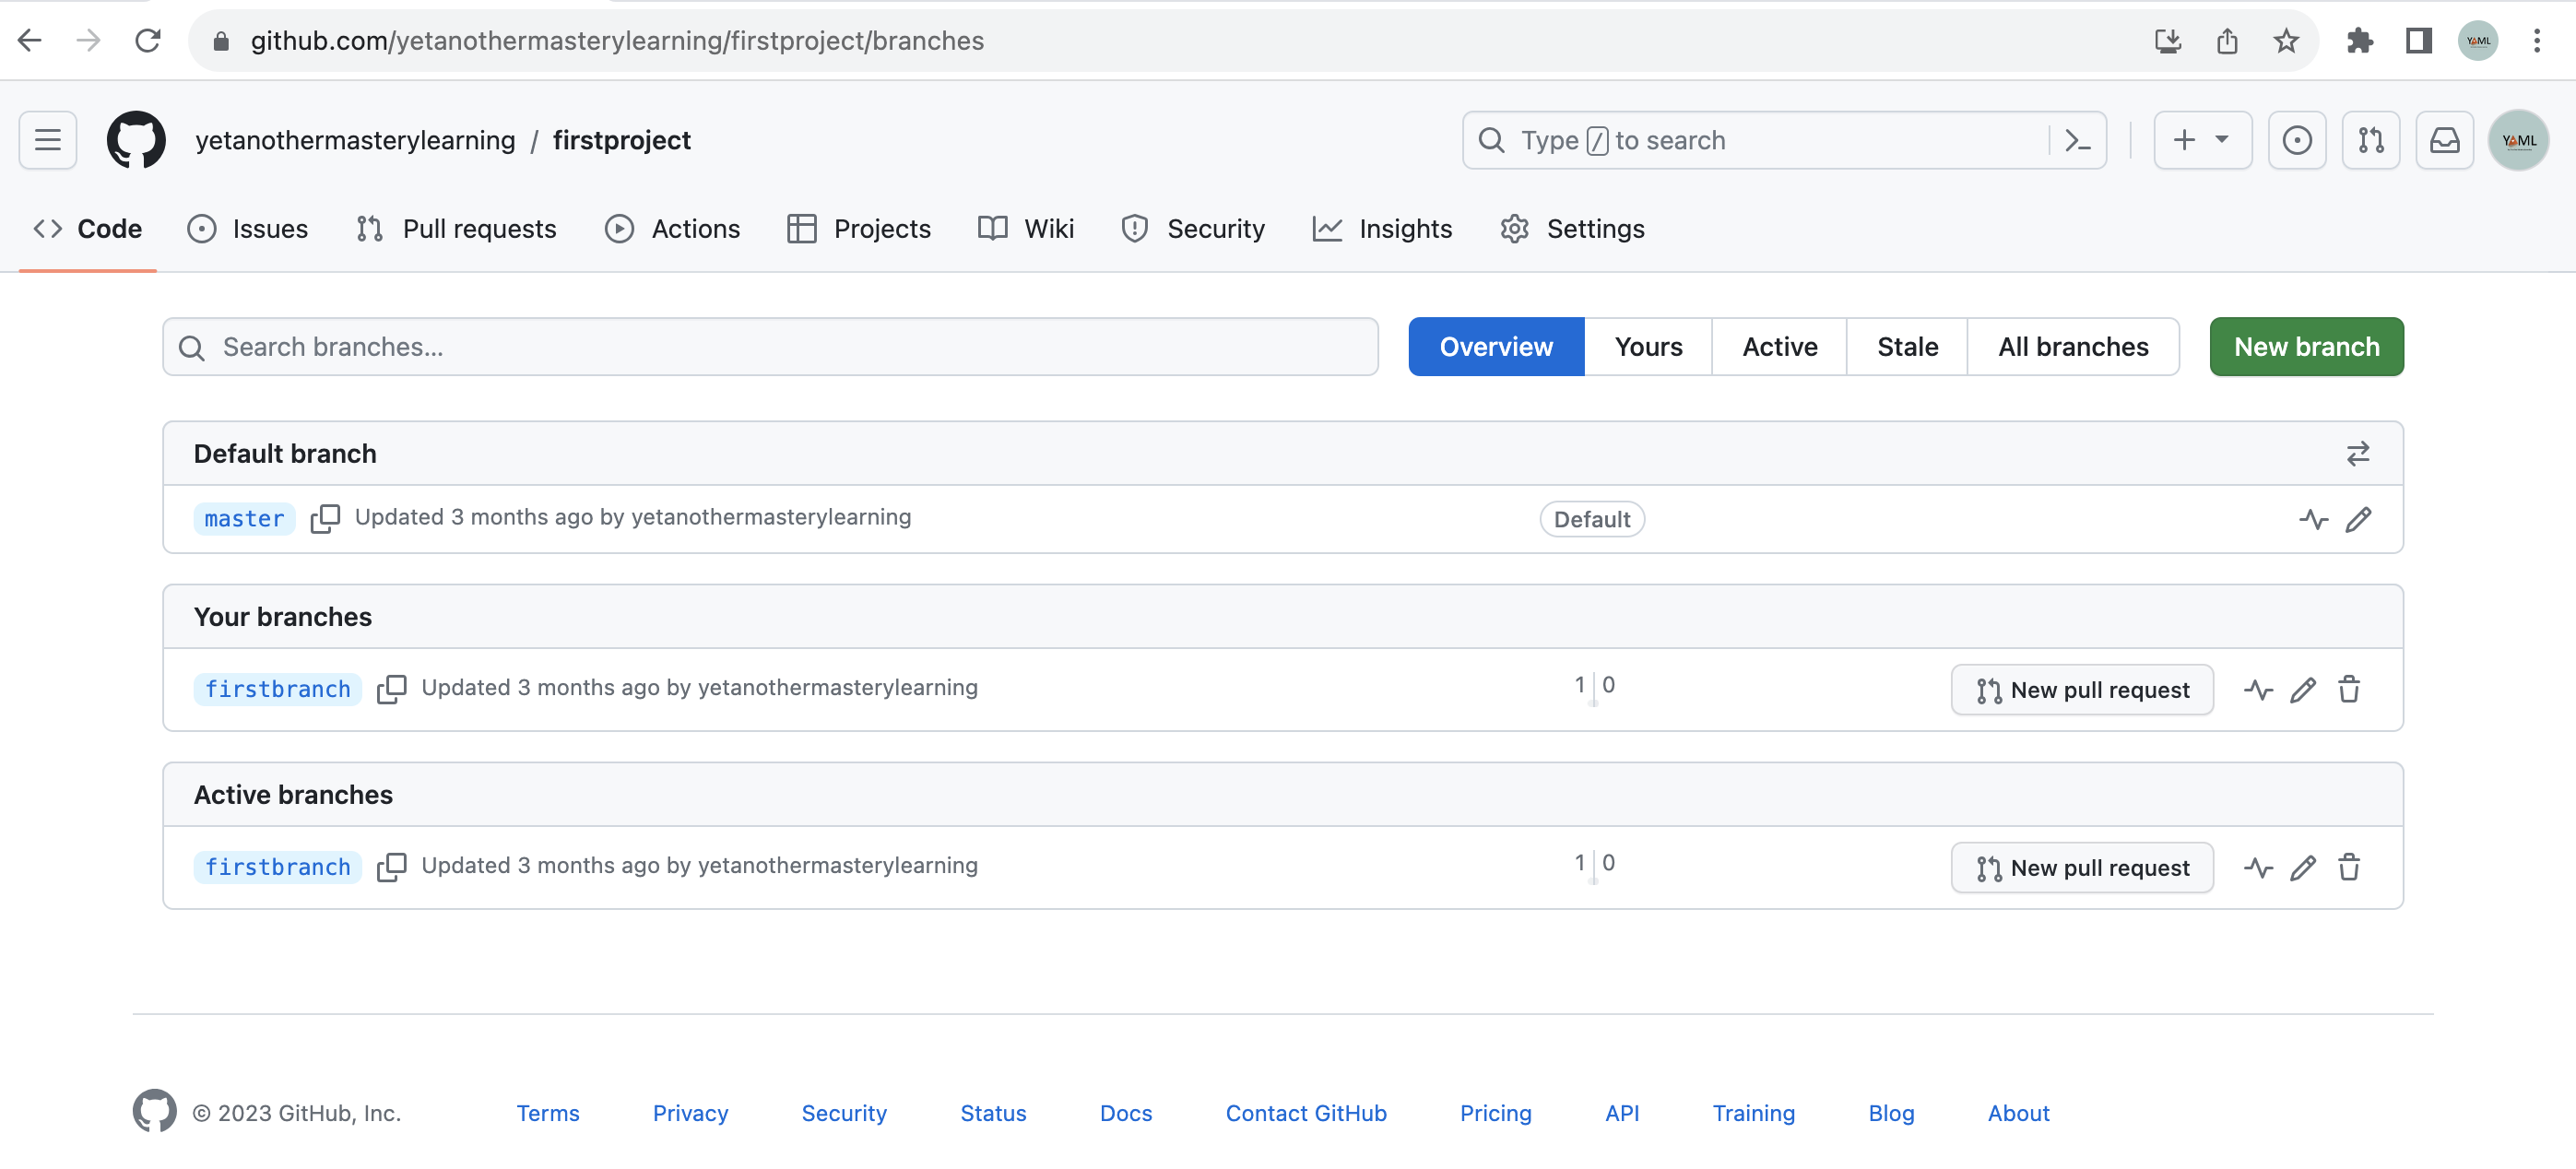 github.com/yetanothermasterylearning/firstproject/branches
YAML
yetanothermasterylearning / firstproject
Type / to search
YAML
Code Issues Pull requests Actions Projects Wiki Security Insights Settings
Search branches... Overview Yours Active Stale All branches New branch
Default branch
master Updated 3 months ago by yetanothermasterylearning Default
Your branches
firstbranch Updated 3 months ago by yetanothermasterylearning 1 0 New pull request
Active branches
firstbranch Updated 3 months ago by yetanothermasterylearning 1 0 New pull request
© 2023 GitHub, Inc. Terms Privacy Security Status Docs Contact GitHub Pricing API Training Blog About